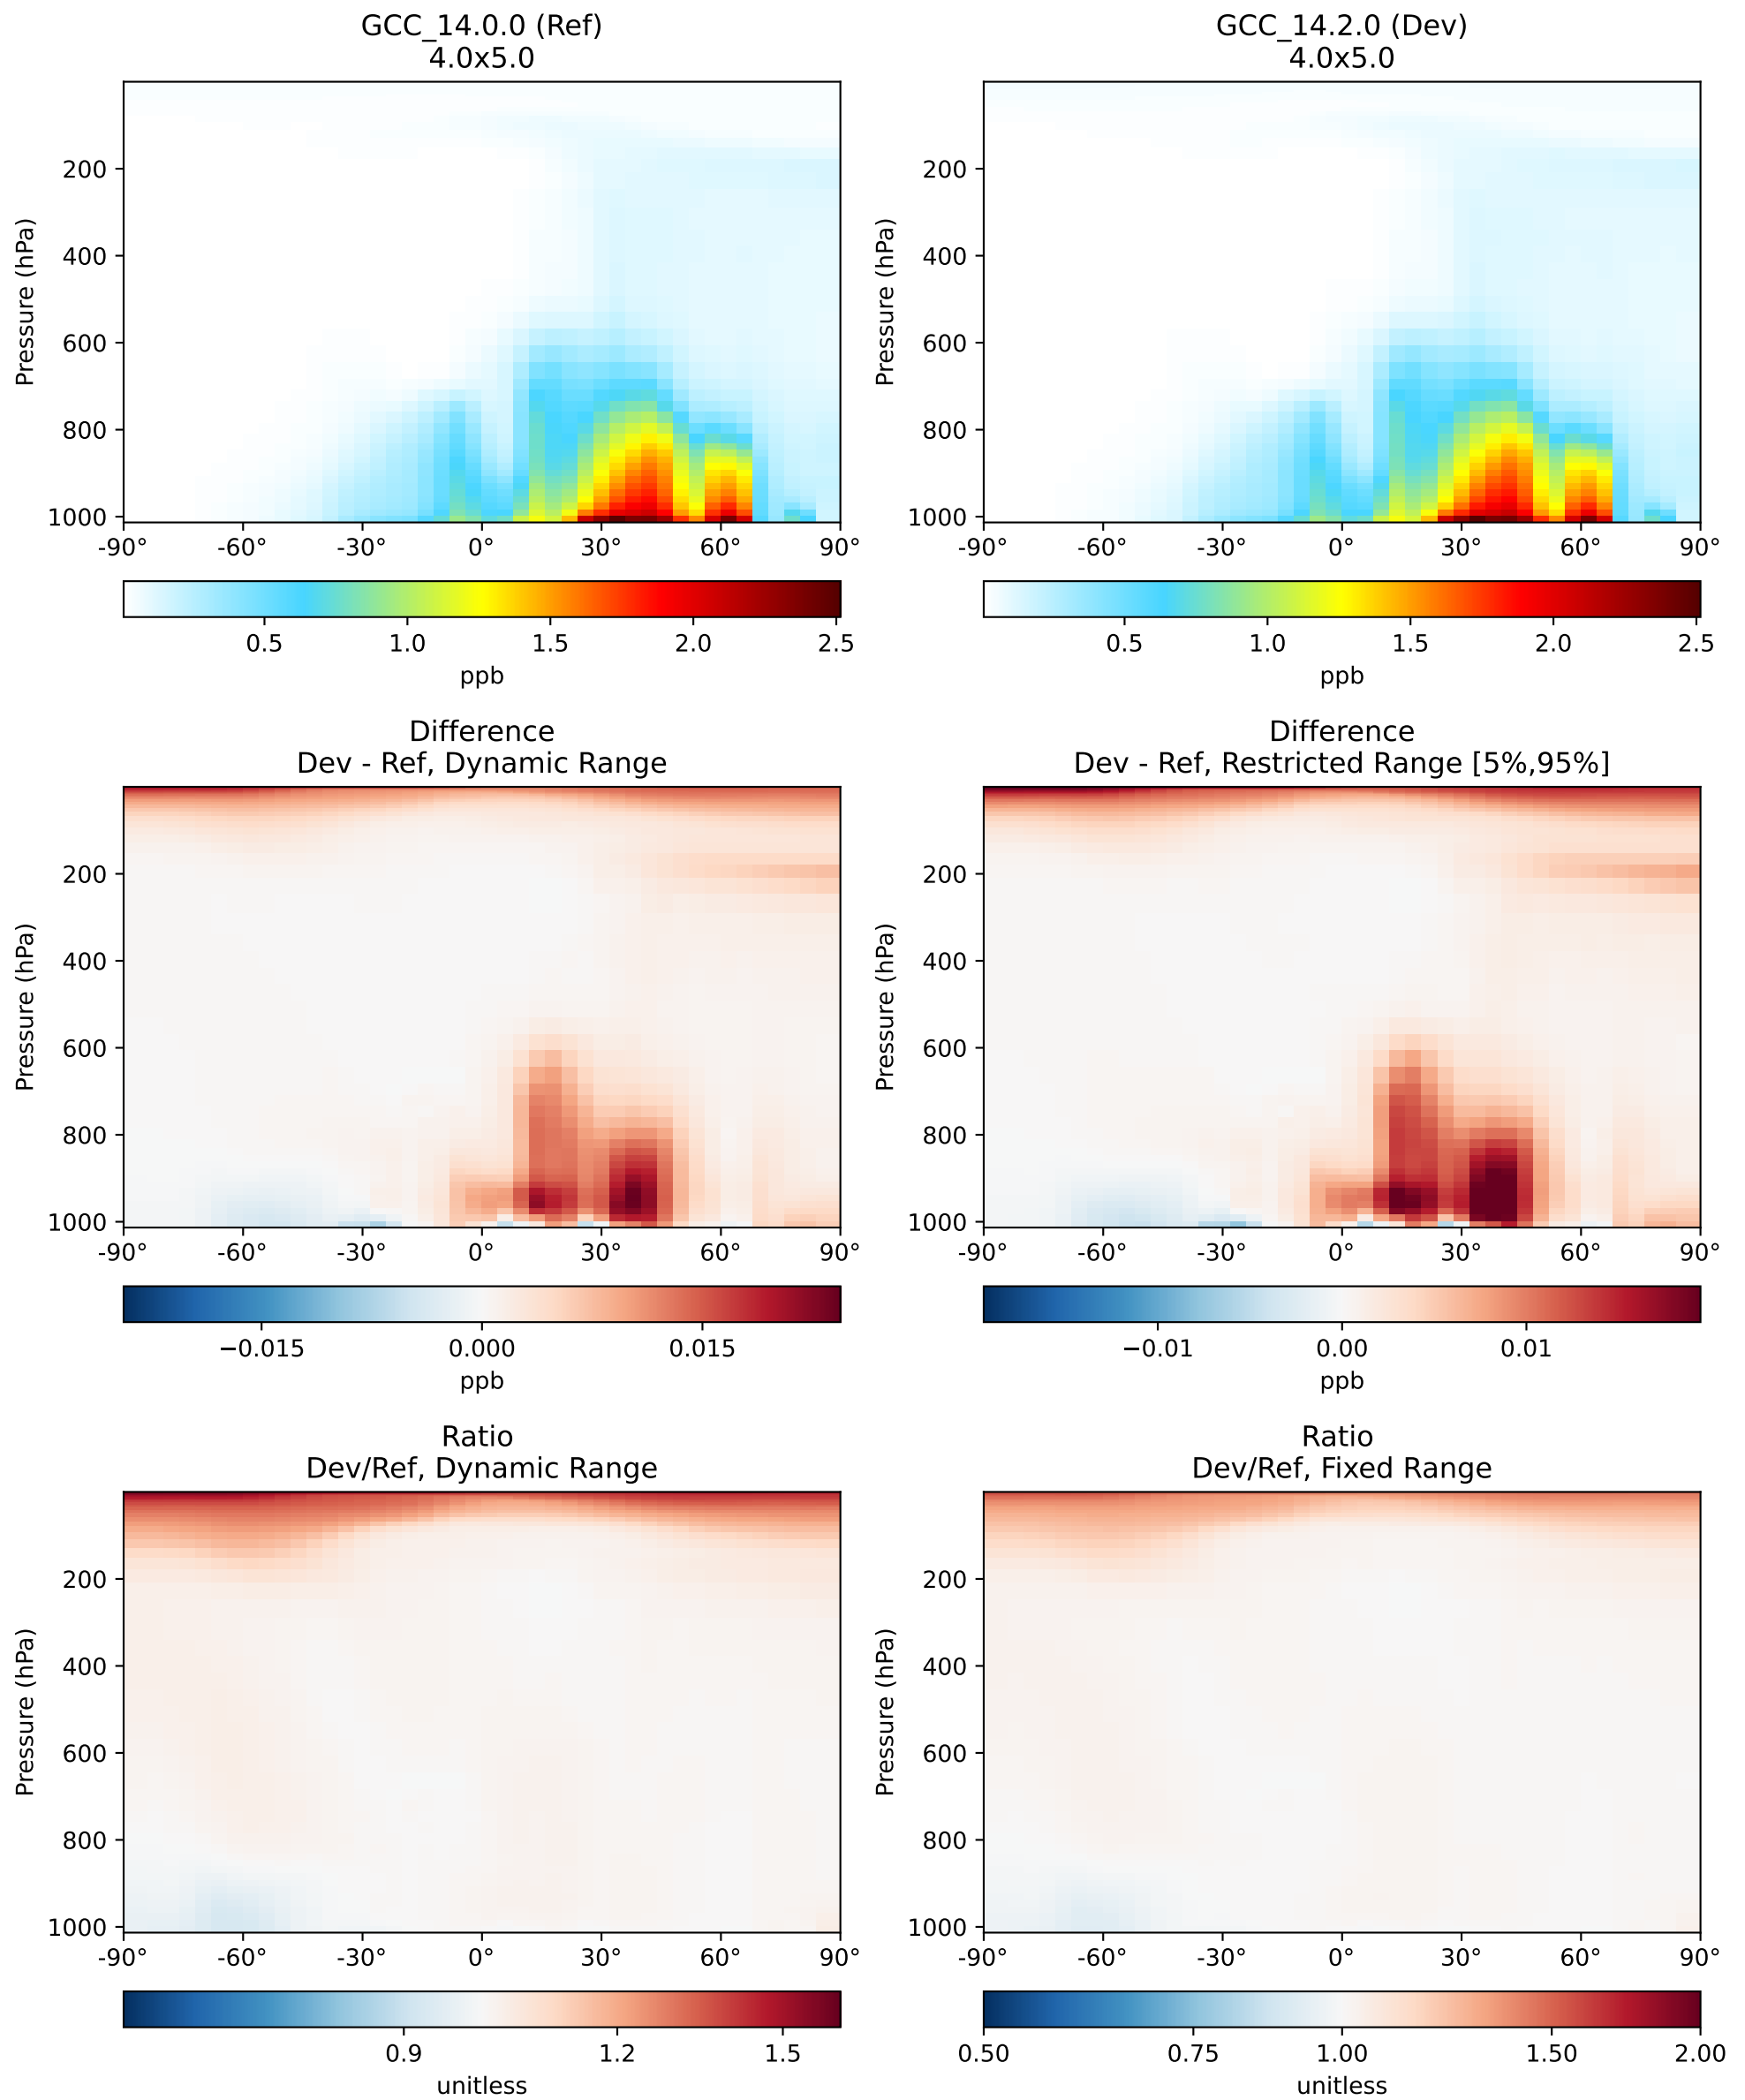 GCC_14.0.0 (Ref)
4.0x5.0
Pressure (hPa)
200
400
600
800
1000
-90° -60° -30° 0° 30° 60° 90°
0.5 1.0 1.5 2.0 2.5
ppb
GCC_14.2.0 (Dev)
4.0x5.0
Pressure (hPa)
200
400
600
800
1000
-90° -60° -30° 0° 30° 60° 90°
0.5 1.0 1.5 2.0 2.5
ppb
Difference
Dev - Ref, Dynamic Range
Pressure (hPa)
200
400
600
800
1000
-90° -60° -30° 0° 30° 60° 90°
−0.015 0.000 0.015
ppb
Difference
Dev - Ref, Restricted Range [5%,95%]
Pressure (hPa)
200
400
600
800
1000
-90° -60° -30° 0° 30° 60° 90°
−0.01 0.00 0.01
ppb
Ratio
Dev/Ref, Dynamic Range
Pressure (hPa)
200
400
600
800
1000
-90° -60° -30° 0° 30° 60° 90°
0.9 1.2 1.5
unitless
Ratio
Dev/Ref, Fixed Range
Pressure (hPa)
200
400
600
800
1000
-90° -60° -30° 0° 30° 60° 90°
0.50 0.75 1.00 1.50 2.00
unitless